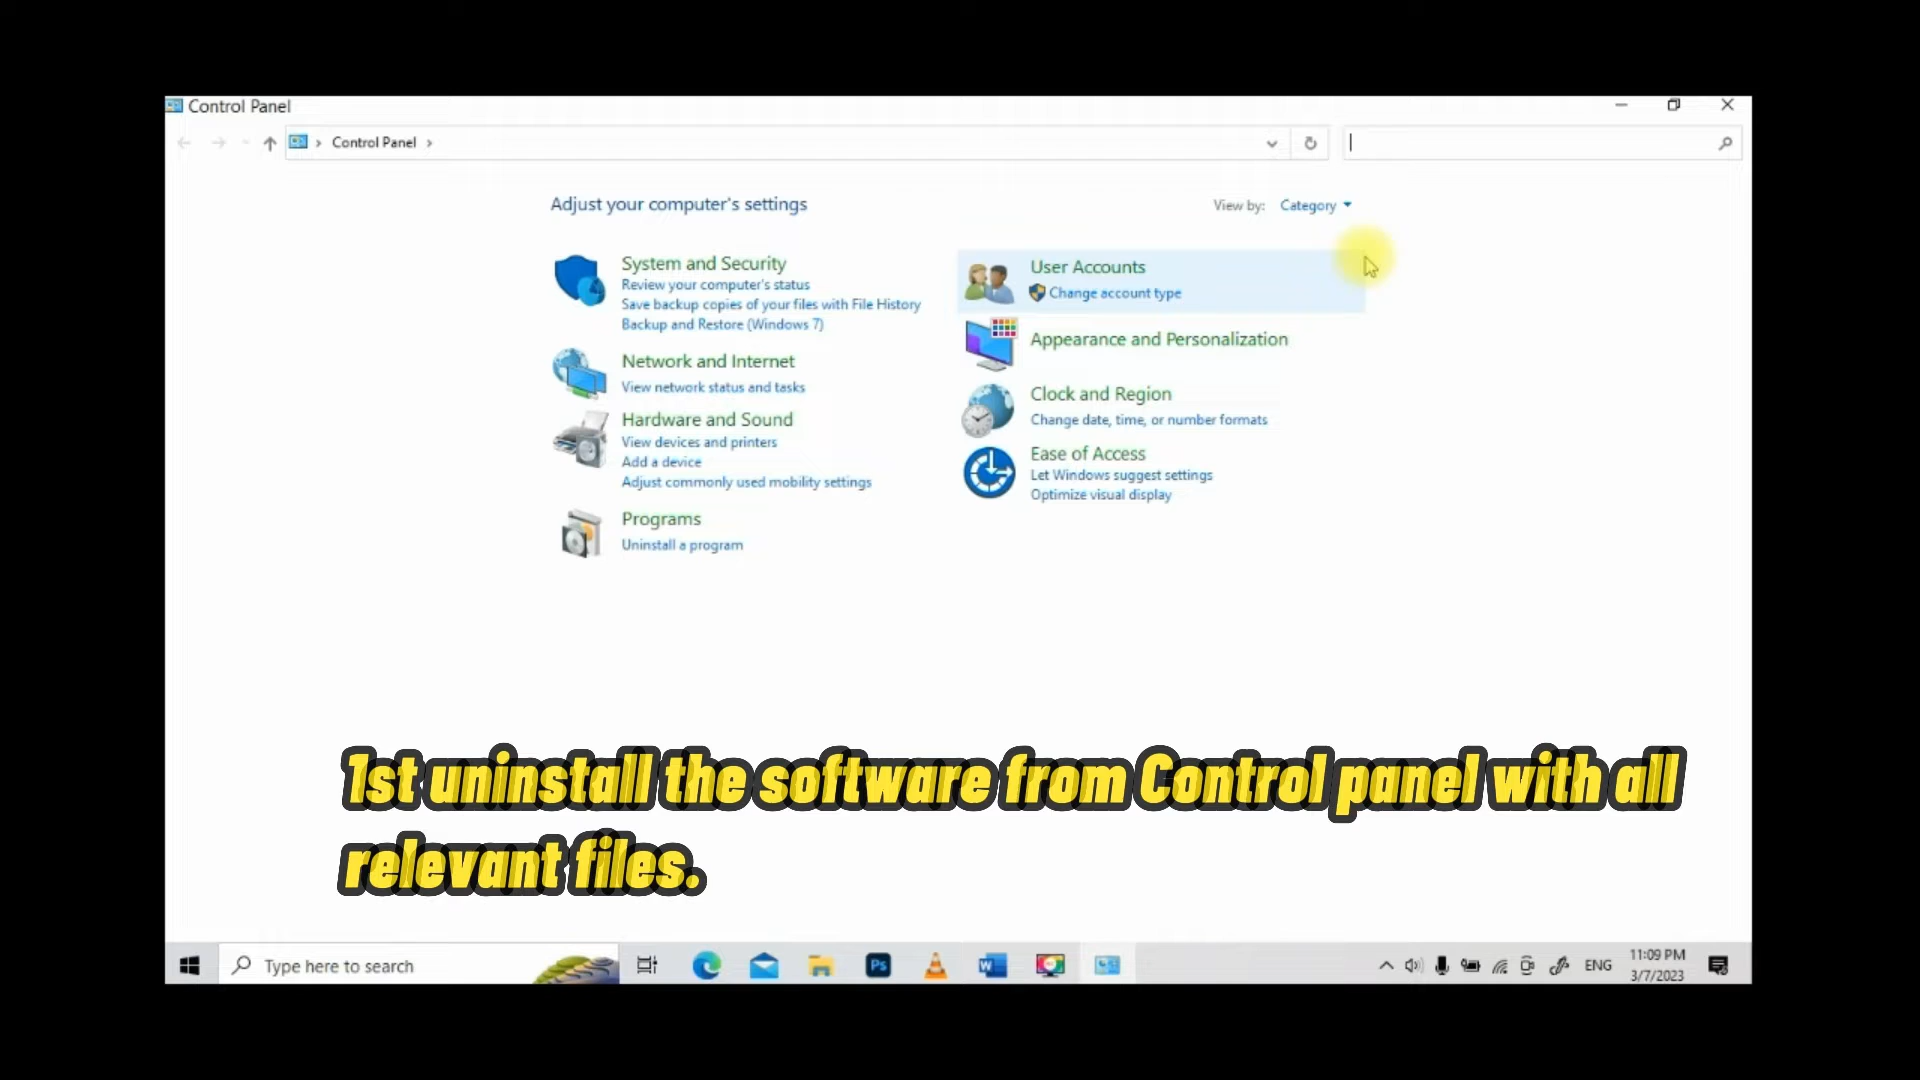 Control Panel
Control Panel
Adjust your computer's settings
View by: Category
System and Security
Review your computer's status
Save backup copies of your files with File History
Backup and Restore (Windows 7)
Network and Internet
View network status and tasks
Hardware and Sound
View devices and printers
Add a device
Adjust commonly used mobility settings
Programs
Uninstall a program
User Accounts
Change account type
Appearance and Personalization
Clock and Region
Change date, time, or number formats
Ease of Access
Let Windows suggest settings
Optimize visual display
1st uninstall the software from Control panel with all
relevant files.
Type here to search
Ps
W
ENG
11:09 PM
3/7/2023